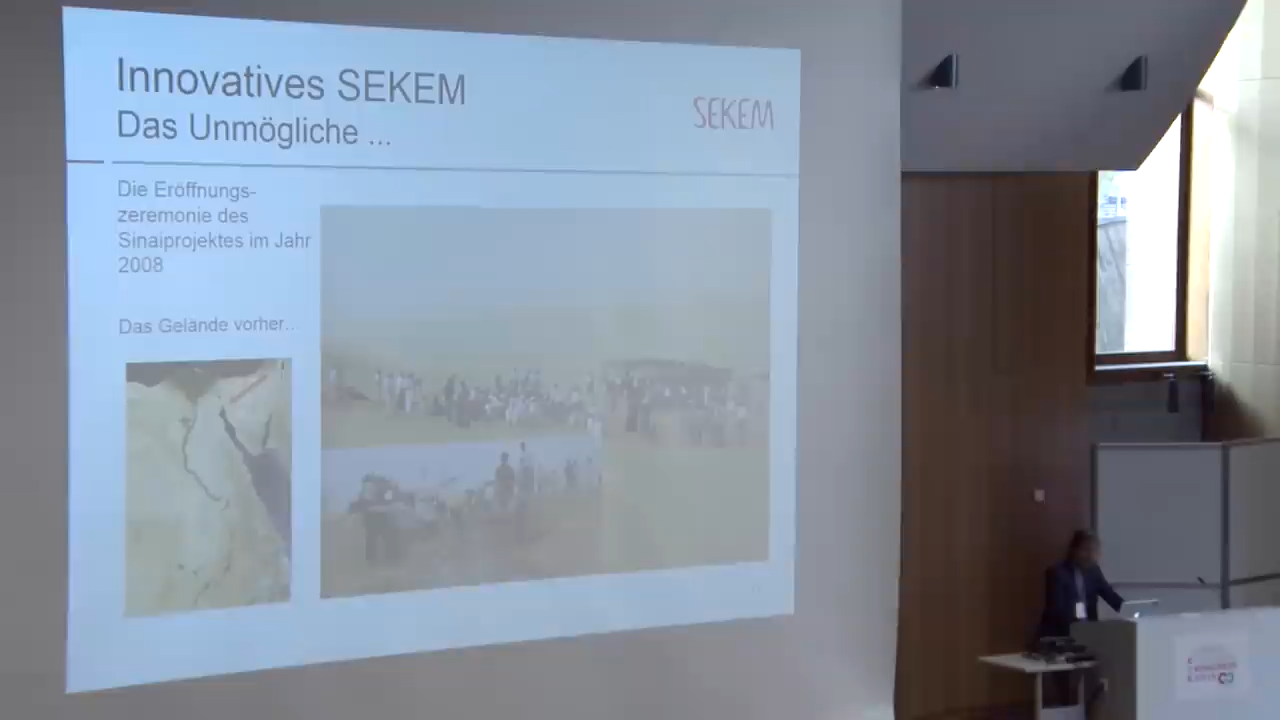 Innovatives SEKEM
Das Unmögliche ...
SEKEM
Die Eröffnungs-
zeremonie des
Sinaiprojektes im Jahr
2008
Das Gelände vorher...